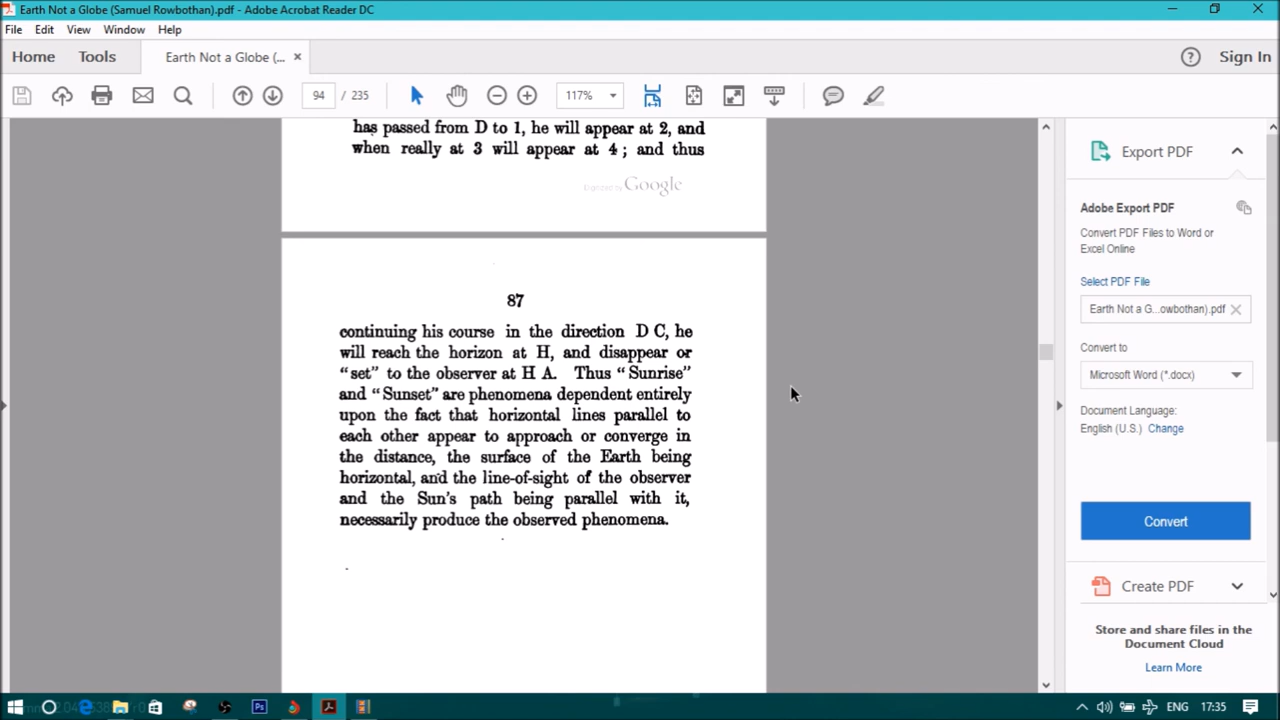 Earth Not a Globe (Samuel Rowbothan).pdf - Adobe Acrobat Reader DC
File Edit View Window Help
Home Tools Earth Not a Globe (... × Sign In
94 / 235 117%
has passed from D to 1, he will appear at 2, and
when really at 3 will appear at 4 ; and thus
Digitized by Google
87
continuing his course in the direction D C, he
will reach the horizon at H, and disappear or
“set” to the observer at H A. Thus “Sunrise”
and “Sunset” are phenomena dependent entirely
upon the fact that horizontal lines parallel to
each other appear to approach or converge in
the distance, the surface of the Earth being
horizontal, and the line-of-sight of the observer
and the Sun's path being parallel with it,
necessarily produce the observed phenomena.
Export PDF
Adobe Export PDF
Convert PDF Files to Word or
Excel Online
Select PDF File
Earth Not a G...owbothan).pdf
Convert to
Microsoft Word (*.docx)
Document Language:
English (U.S.) Change
Convert
Create PDF
Store and share files in the
Document Cloud
Learn More
ENG 17:35